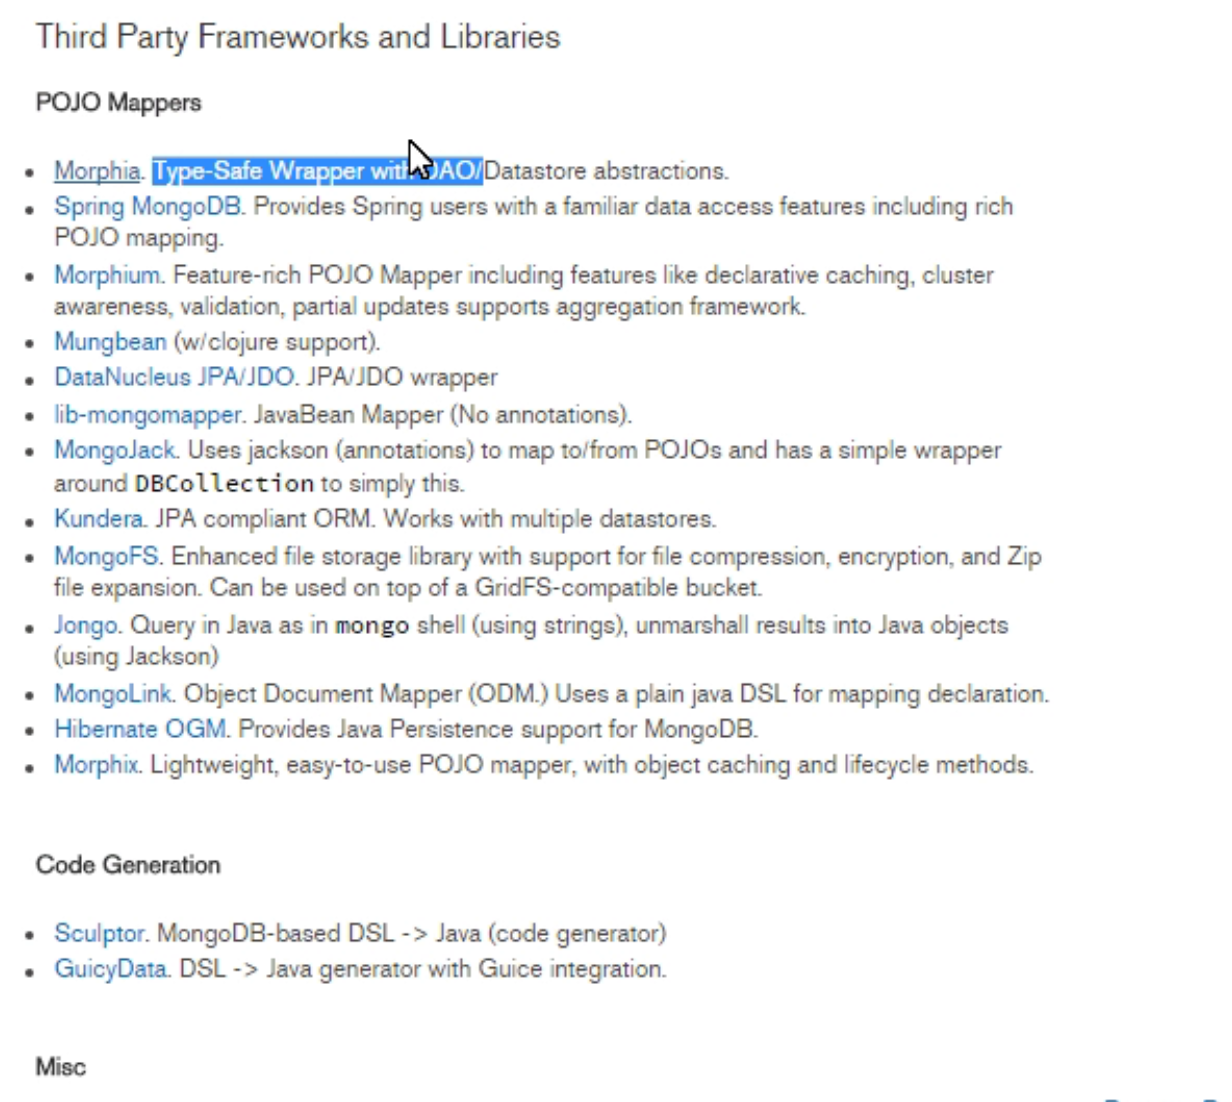 Third Party Frameworks and Libraries
POJO Mappers
• Morphia. Type-Safe Wrapper with DAO/Datastore abstractions.
• Spring MongoDB. Provides Spring users with a familiar data access features including rich
POJO mapping.
• Morphium. Feature-rich POJO Mapper including features like declarative caching, cluster
awareness, validation, partial updates supports aggregation framework.
• Mungbean (w/clojure support).
• DataNucleus JPA/JDO. JPA/JDO wrapper
• lib-mongomapper. JavaBean Mapper (No annotations).
• MongoJack. Uses jackson (annotations) to map to/from POJOs and has a simple wrapper
around DBCollection to simply this.
• Kundera. JPA compliant ORM. Works with multiple datastores.
• MongoFS. Enhanced file storage library with support for file compression, encryption, and Zip
file expansion. Can be used on top of a GridFS-compatible bucket.
• Jongo. Query in Java as in mongo shell (using strings), unmarshall results into Java objects
(using Jackson)
• MongoLink. Object Document Mapper (ODM.) Uses a plain java DSL for mapping declaration.
• Hibernate OGM. Provides Java Persistence support for MongoDB.
• Morphix. Lightweight, easy-to-use POJO mapper, with object caching and lifecycle methods.
Code Generation
• Sculptor. MongoDB-based DSL -> Java (code generator)
• GuicyData. DSL -> Java generator with Guice integration.
Misc